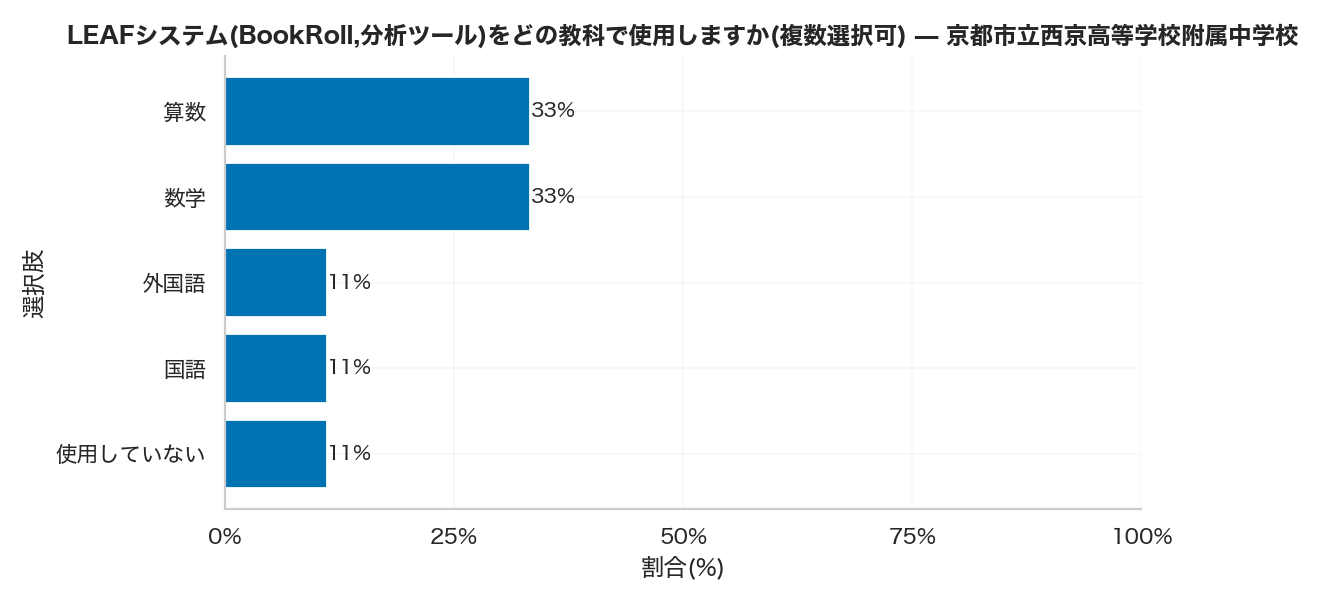 LEAFシステム(BookRoll,分析ツール)をどの教科で使用しますか(複数選択可) — 京都市立西京高等学校附属中学校
選択肢
算数 33%
数学 33%
外国語 11%
国語 11%
使用していない 11%
0% 25% 50% 75% 100%
割合(%)